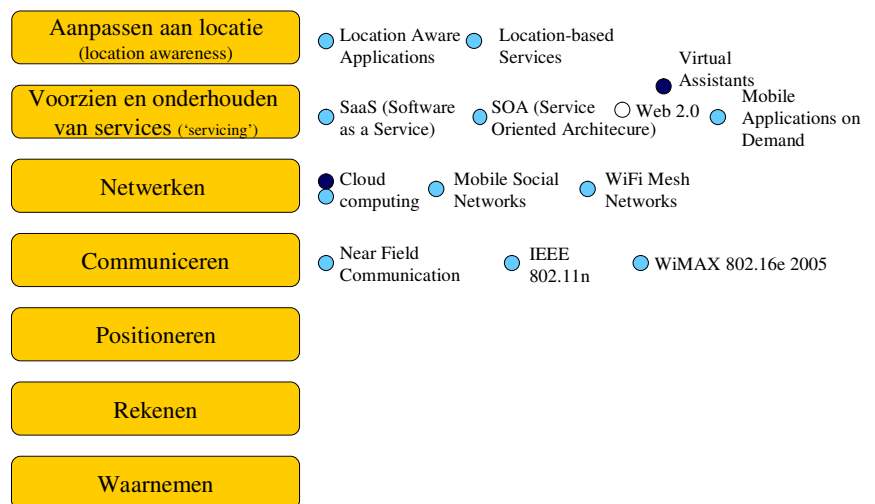 Aanpassen aan locatie
(location awareness)
Location Aware
Applications
Location-based
Services
Virtual
Assistants
Voorzien en onderhouden
van services (‘servicing’)
SaaS (Software
as a Service)
SOA (Service
Oriented Architecure)
Web 2.0
Mobile
Applications on
Demand
Netwerken
Cloud
computing
Mobile Social
Networks
WiFi Mesh
Networks
Communiceren
Near Field
Communication
IEEE
802.11n
WiMAX 802.16e 2005
Positioneren
Rekenen
Waarnemen